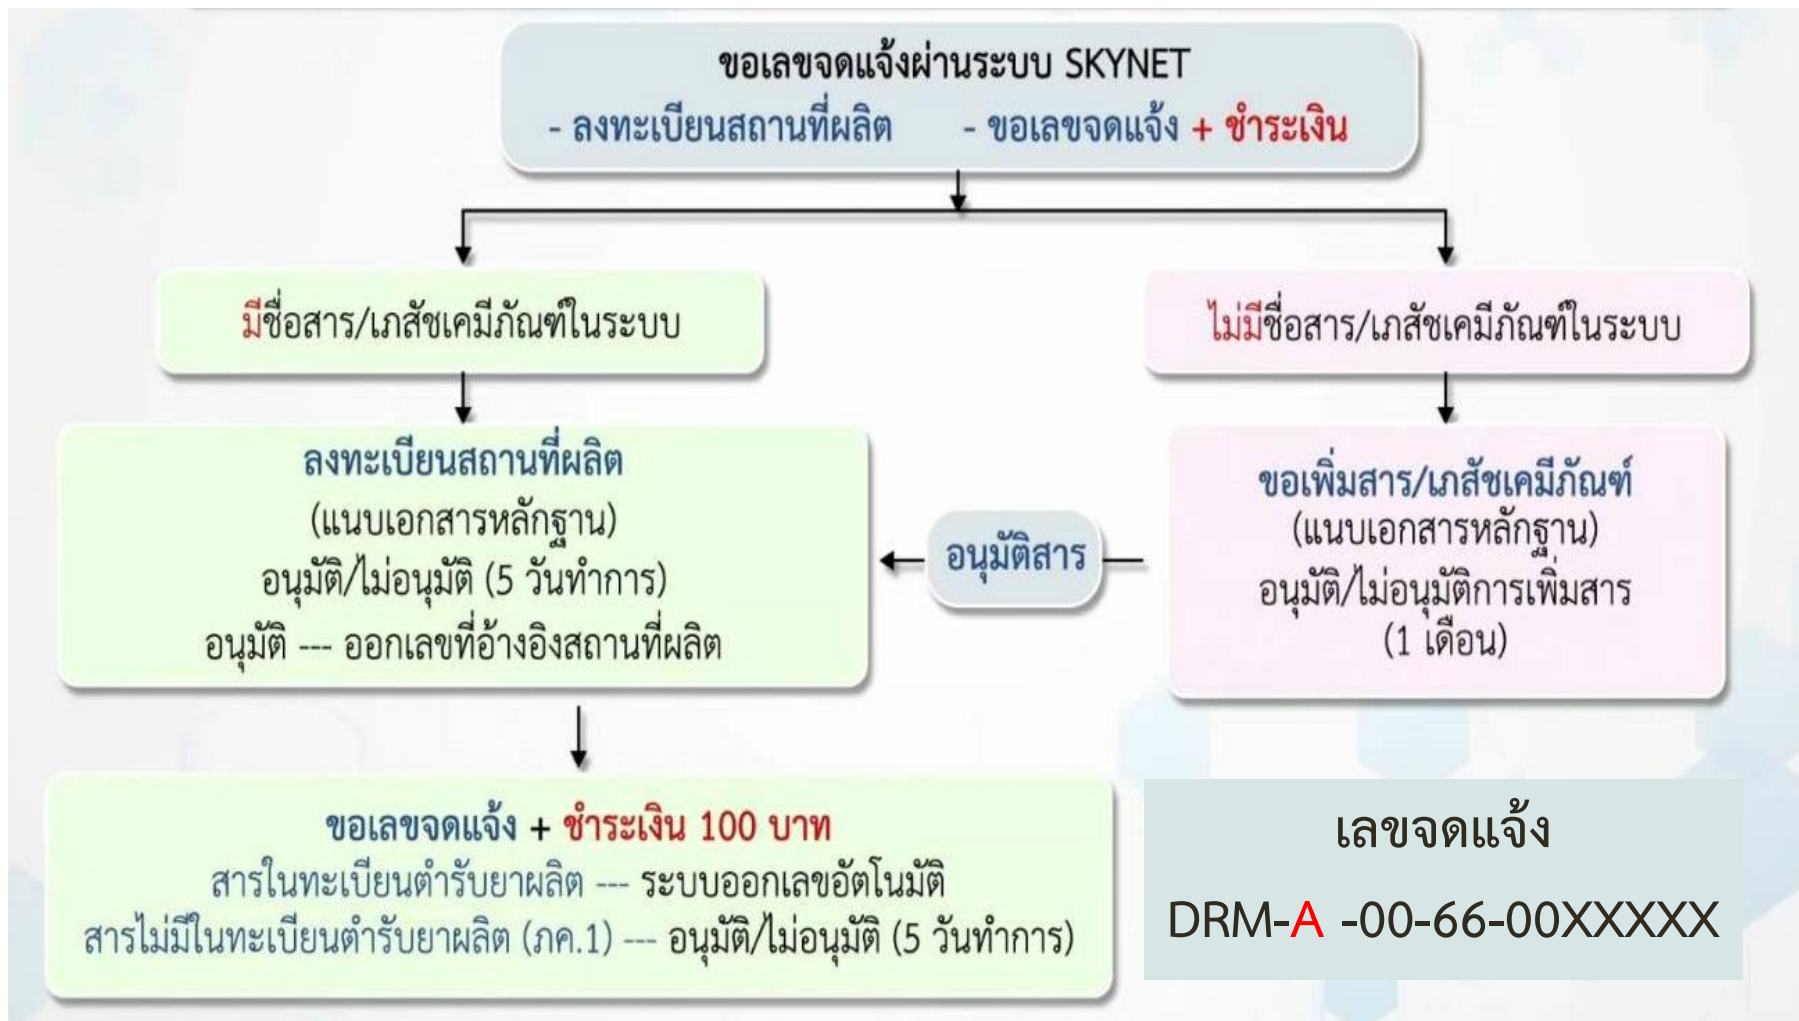 ขอเลขจดแจ้งผ่านระบบ SKYNET
- ลงทะเบียนสถานที่ผลิต - ขอเลขจดแจ้ง + ชำระเงิน
มีชื่อสาร/เภสัชเคมีภัณฑ์ในระบบ
ไม่มีชื่อสาร/เภสัชเคมีภัณฑ์ในระบบ
ลงทะเบียนสถานที่ผลิต
(แนบเอกสารหลักฐาน)
อนุมัติ/ไม่อนุมัติ (5 วันทำการ)
อนุมัติ --- ออกเลขที่อ้างอิงสถานที่ผลิต
อนุมัติสาร
ขอเพิ่มสาร/เภสัชเคมีภัณฑ์
(แนบเอกสารหลักฐาน)
อนุมัติ/ไม่อนุมัติการเพิ่มสาร
(1 เดือน)
ขอเลขจดแจ้ง + ชำระเงิน 100 บาท
สารในทะเบียนตำรับยาผลิต --- ระบบออกเลขอัตโนมัติ
สารไม่มีในทะเบียนตำรับยาผลิต (ภค.1) --- อนุมัติ/ไม่อนุมัติ (5 วันทำการ)
เลขจดแจ้ง
DRM-A -00-66-00XXXXX